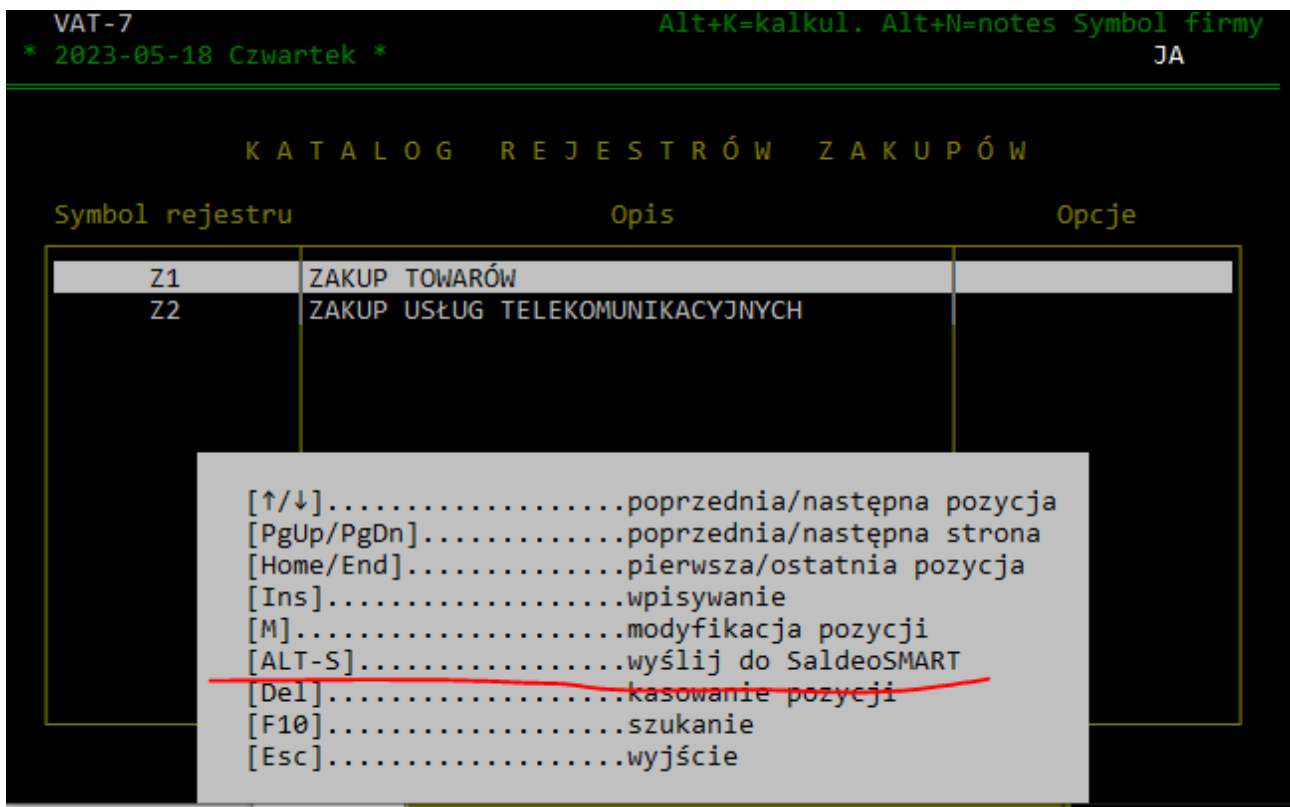 VAT-7 Alt+K=kalkul. Alt+N=notes Symbol firmy
* 2023-05-18 Czwartek * JA
K A T A L O G   R E J E S T R Ó W   Z A K U P Ó W
Symbol rejestru Opis Opcje
Z1 ZAKUP TOWARÓW
Z2 ZAKUP USŁUG TELEKOMUNIKACYJNYCH
[↑/↓]...................poprzednia/następna pozycja
[PgUp/PgDn].............poprzednia/następna strona
[Home/End]..............pierwsza/ostatnia pozycja
[Ins]...................wpisywanie
[M].....................modyfikacja pozycji
[ALT-S].................wyślij do SaldeoSMART
[Del]...................kasowanie pozycji
[F10]...................szukanie
[Esc]...................wyjście